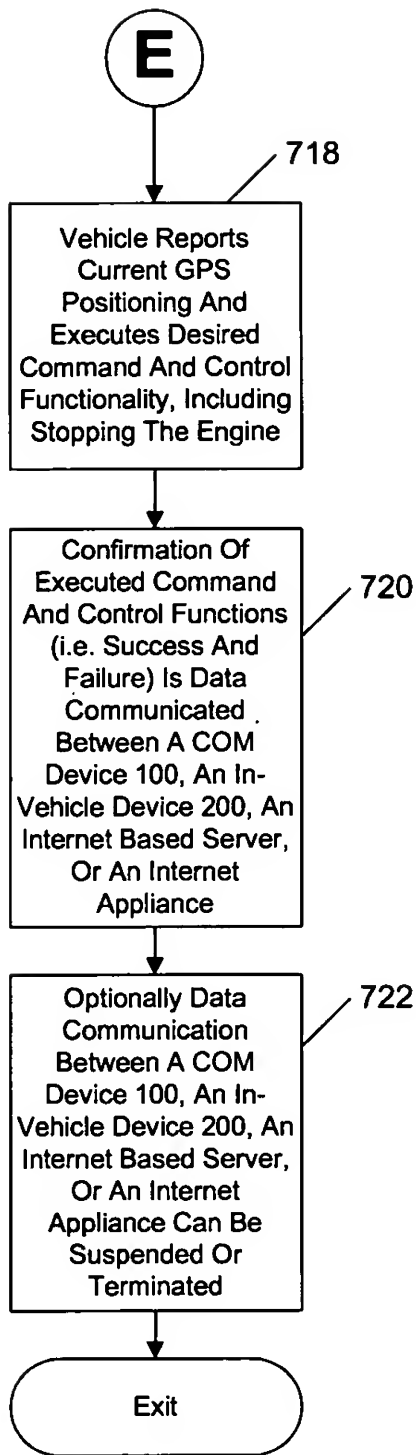 E
718
Vehicle Reports
Current GPS
Positioning And
Executes Desired
Command And Control
Functionality, Including
Stopping The Engine
Confirmation Of
Executed Command
And Control Functions
(i.e. Success And
Failure) Is Data
Communicated
Between A COM
Device 100, An In-
Vehicle Device 200, An
Internet Based Server,
Or An Internet
Appliance
720
Optionally Data
Communication
Between A COM
Device 100, An In-
Vehicle Device 200, An
Internet Based Server,
Or An Internet
Appliance Can Be
Suspended Or
Terminated
722
Exit